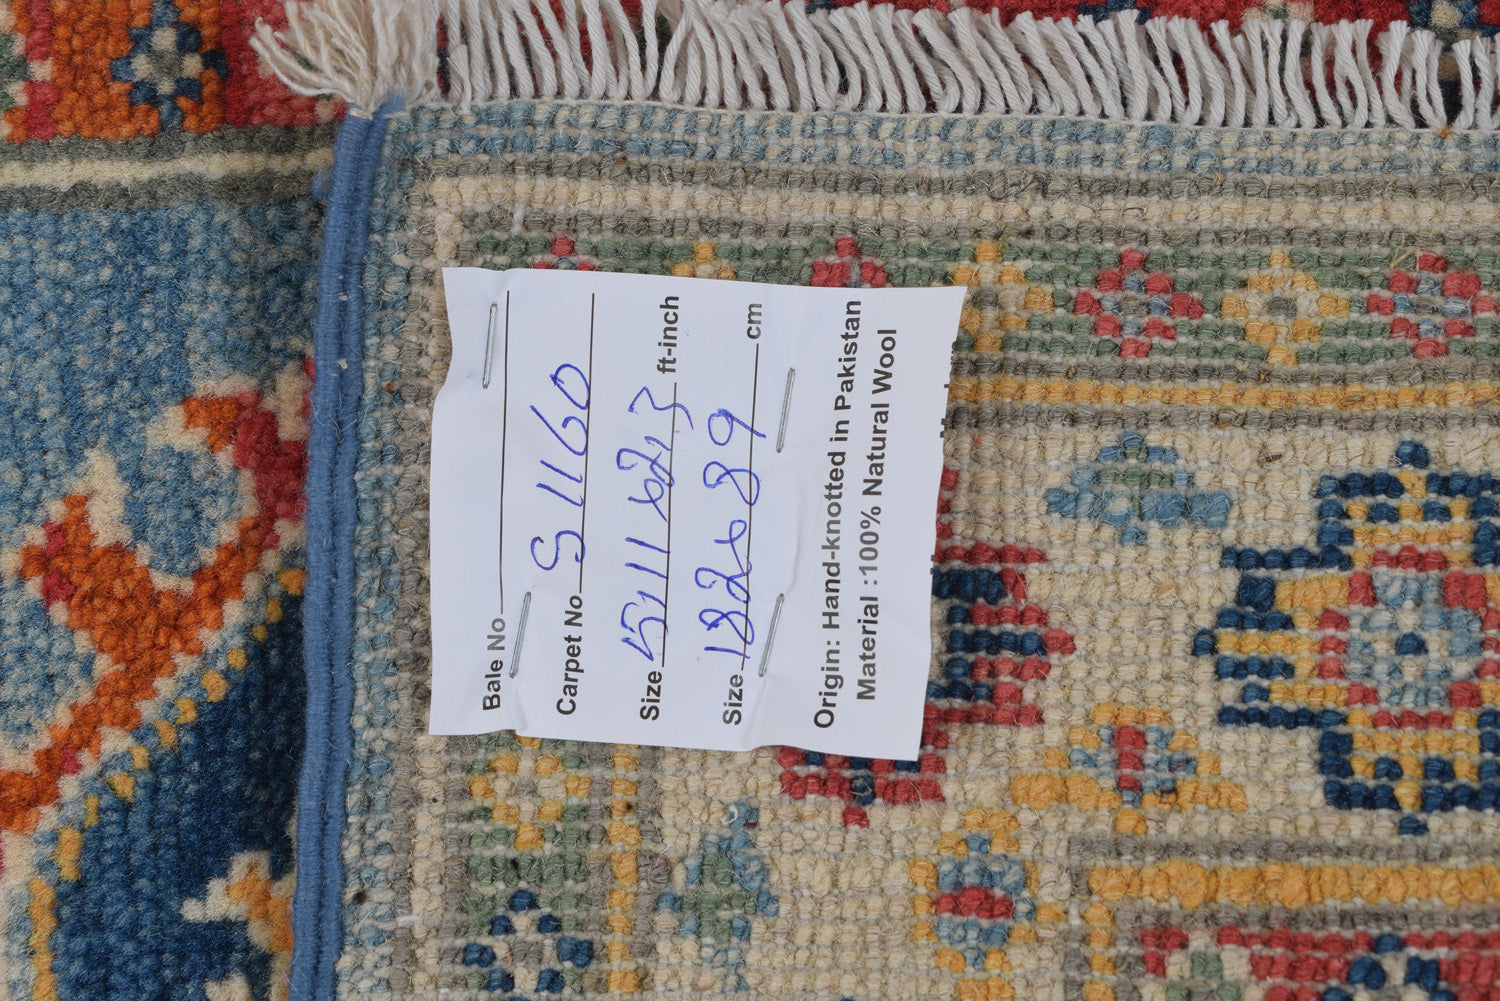 Bale No.
Carpet No. S1160
Size 5,11x2,3 ft-inch
Size 182x89 cm
Origin: Hand-knotted in Pakistan
Material :100% Natural Wool